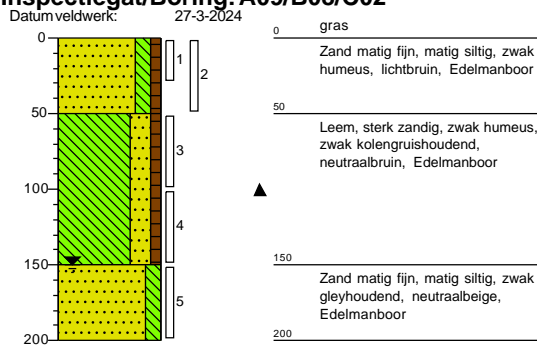 Inspectiegat/Boring: A05/B08/C02
Datum veldwerk: 27-3-2024
0
50
100
150
200
1
2
3
4
5
0
gras
Zand matig fijn, matig siltig, zwak
humeus, lichtbruin, Edelmanboor
50
Leem, sterk zandig, zwak humeus,
zwak kolengruishoudend,
neutraalbruin, Edelmanboor
150
Zand matig fijn, matig siltig, zwak
gleyhoudend, neutraalbeige,
Edelmanboor
200